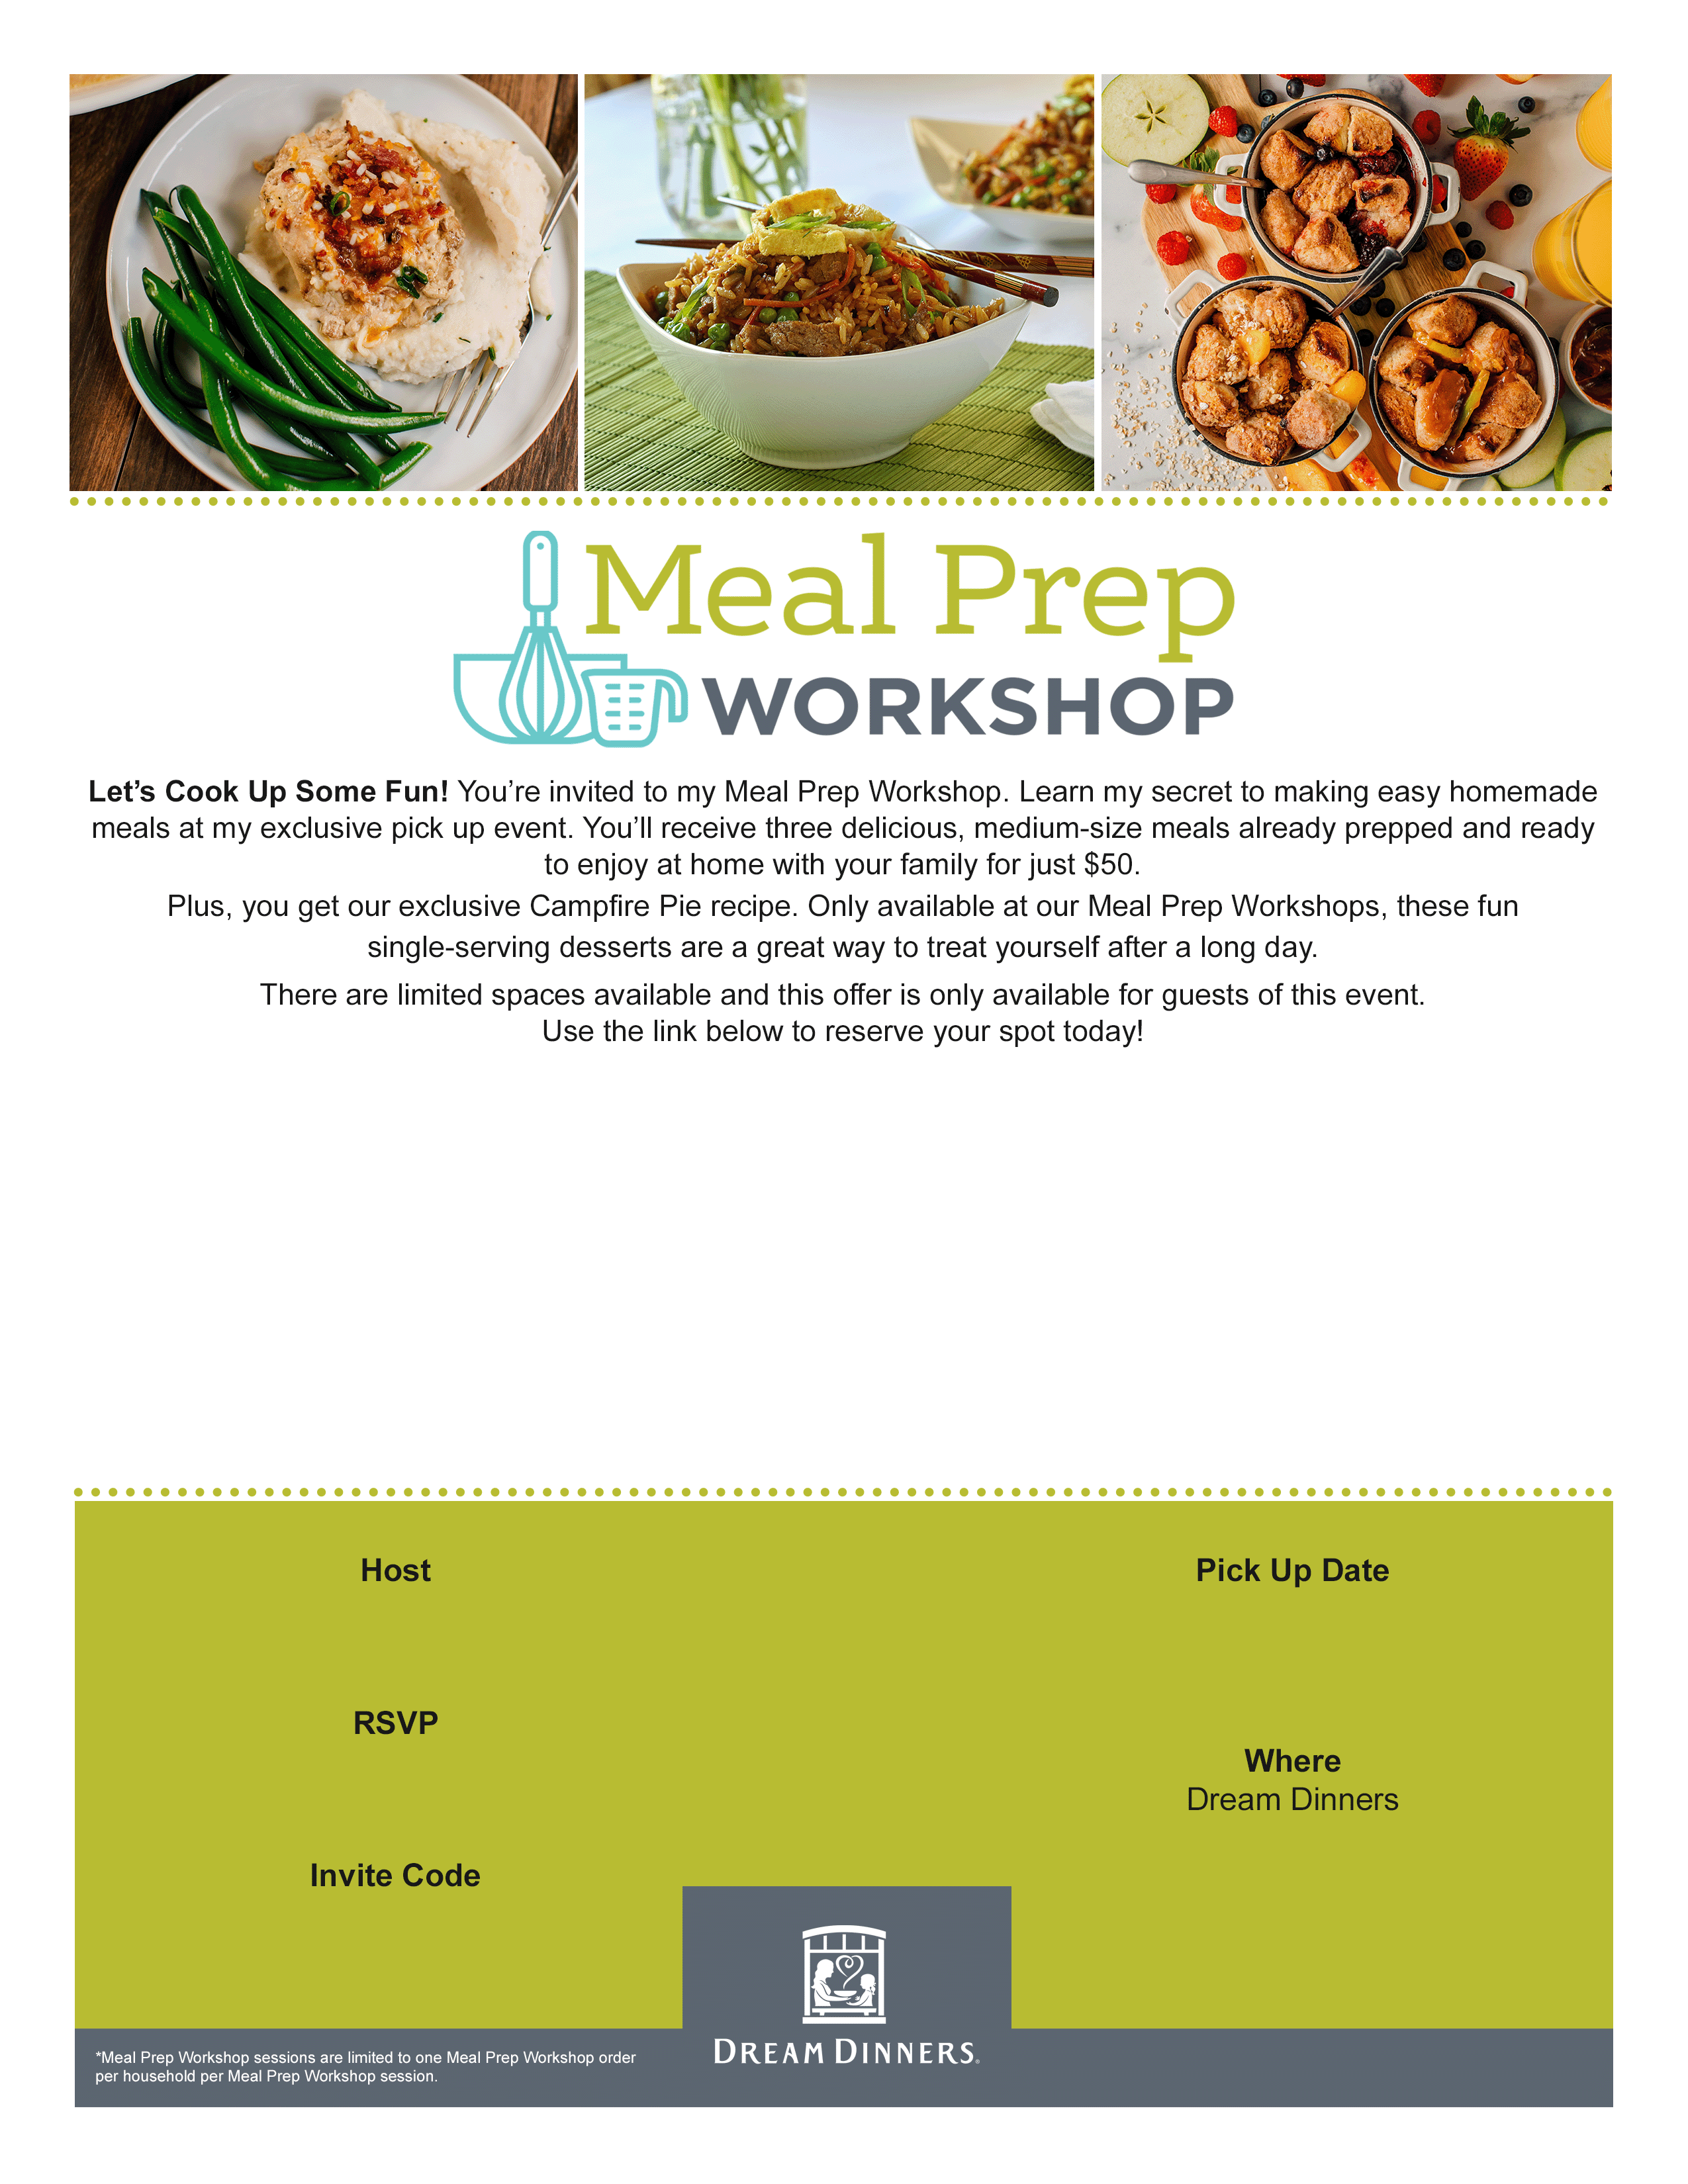 Meal Prep
WORKSHOP
Let’s Cook Up Some Fun! You’re invited to my Meal Prep Workshop. Learn my secret to making easy homemade
meals at my exclusive pick up event. You’ll receive three delicious, medium-size meals already prepped and ready
to enjoy at home with your family for just $50.
Plus, you get our exclusive Campfire Pie recipe. Only available at our Meal Prep Workshops, these fun
single-serving desserts are a great way to treat yourself after a long day.
There are limited spaces available and this offer is only available for guests of this event.
Use the link below to reserve your spot today!
Host
RSVP
Invite Code
Pick Up Date
Where
Dream Dinners
DREAM DINNERS®
*Meal Prep Workshop sessions are limited to one Meal Prep Workshop order
per household per Meal Prep Workshop session.